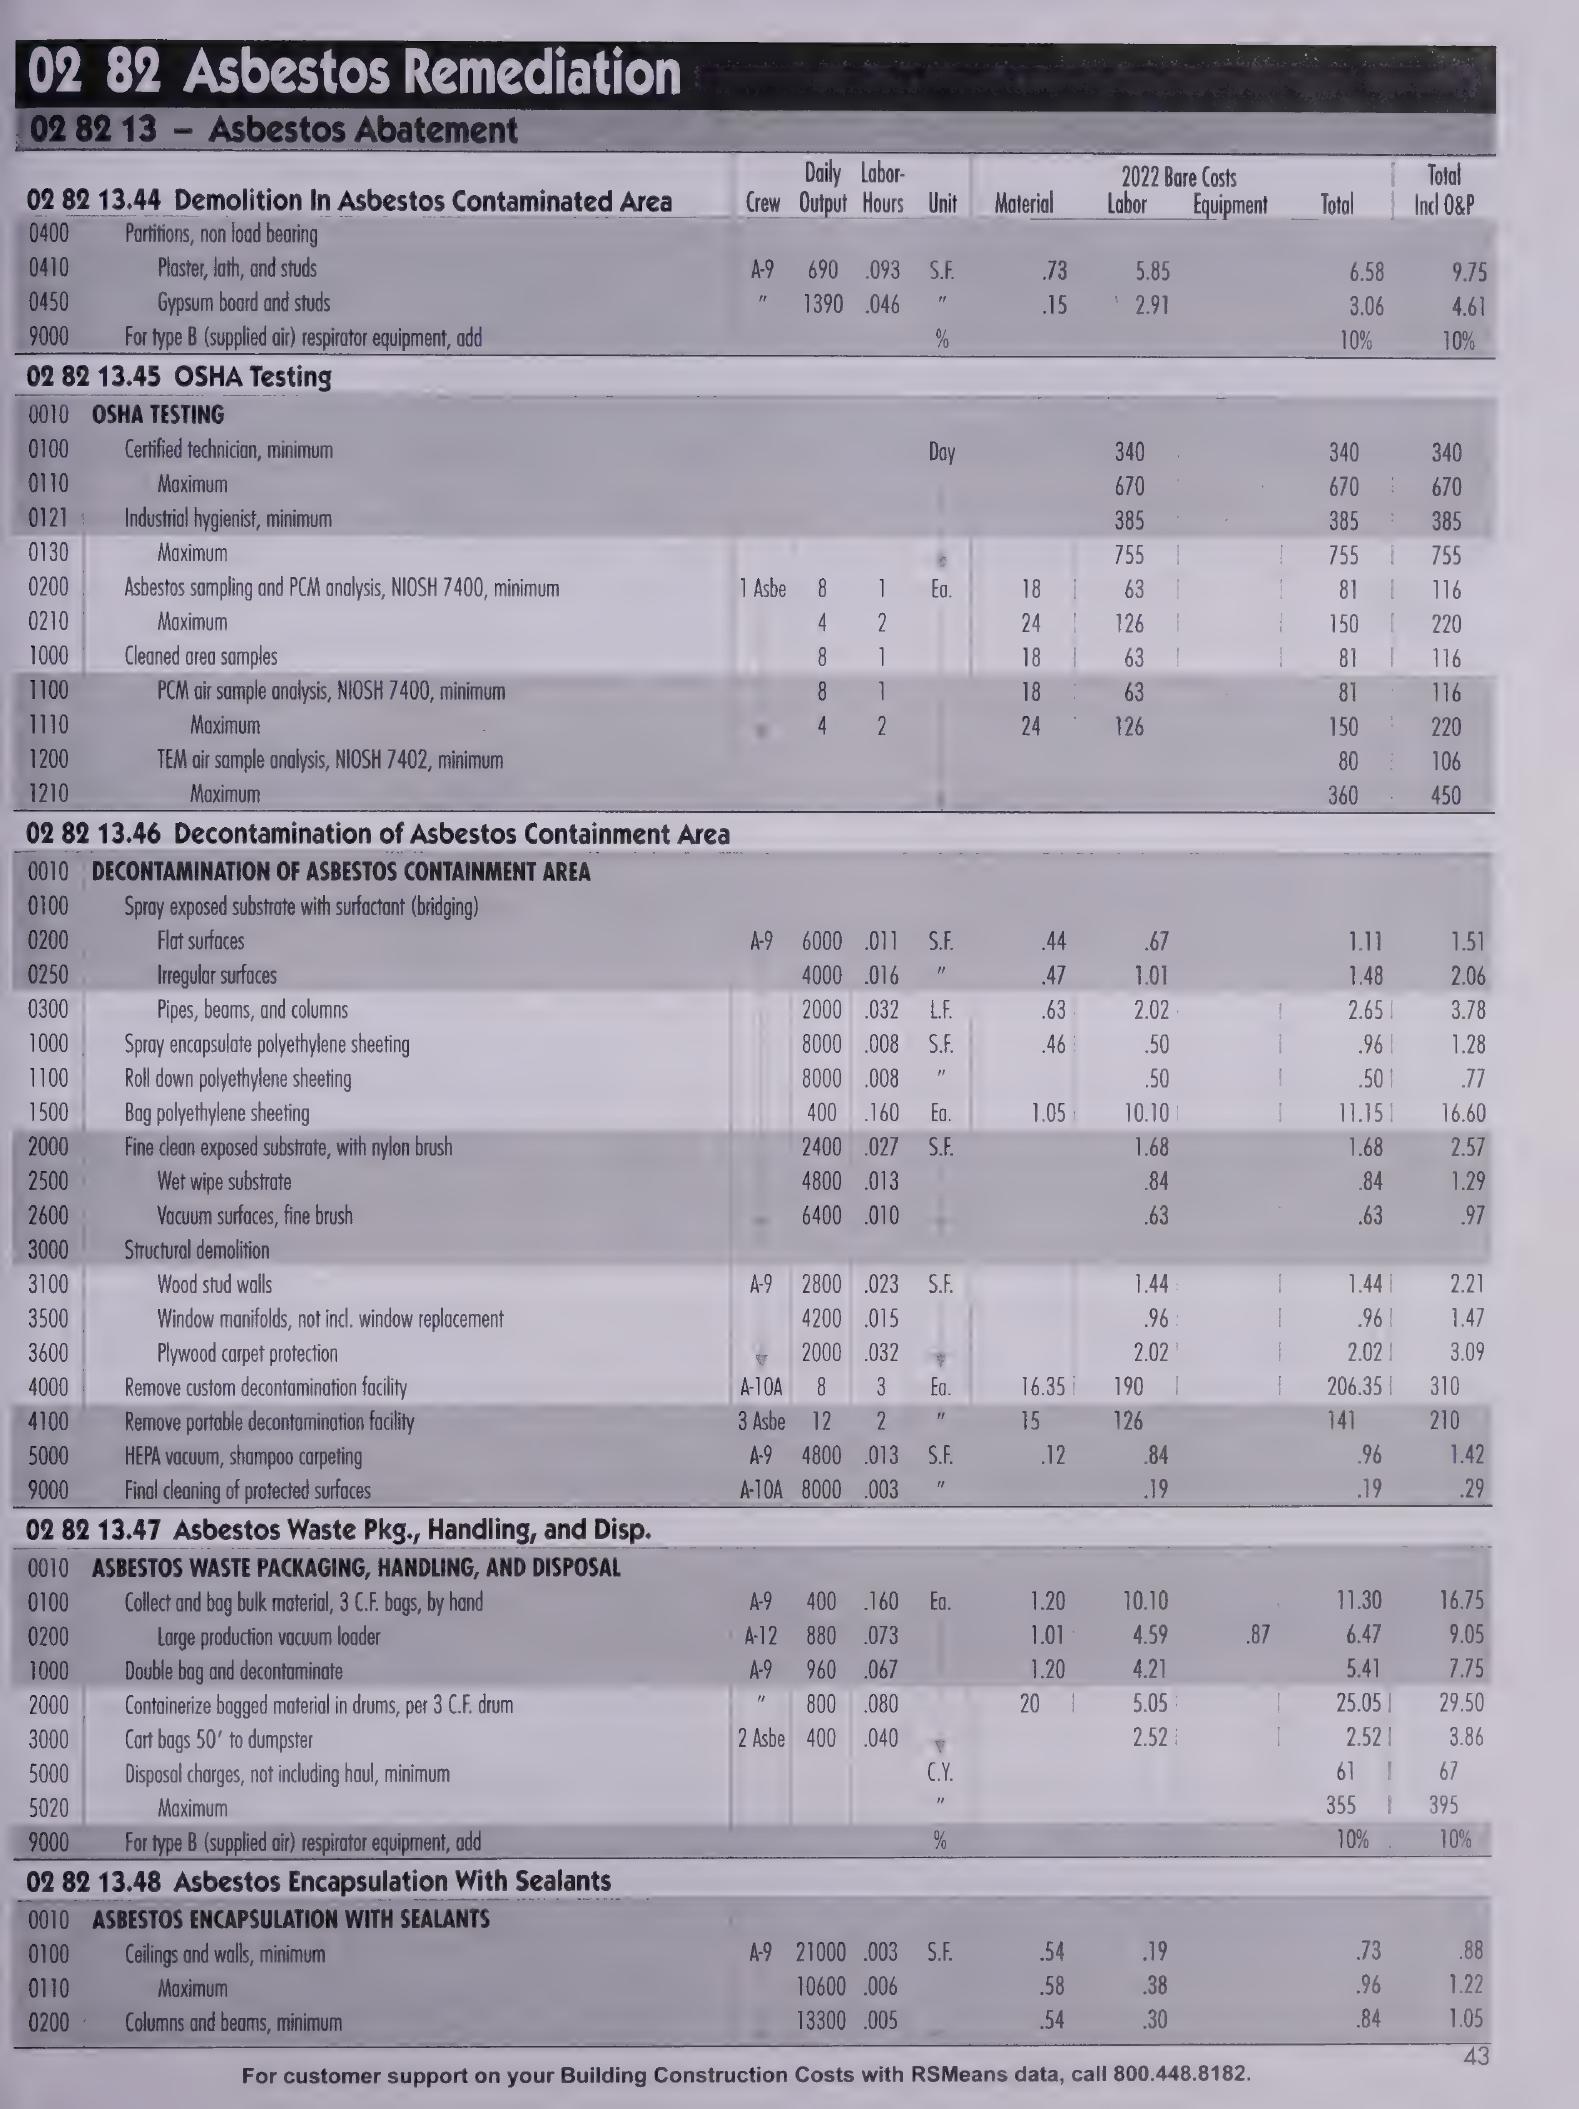 02 82 Asbestos Remediation
02 82 13 – Asbestos Abatement
02 82 13.44 Demolition In Asbestos Contaminated Area Crew Daily Output Labor-Hours Unit Material 2022 Bare Costs Labor Equipment Total Total Incl O&P
0400 Partitions, non load bearing
0410 Plaster, lath, and studs A-9 690 .093 S.F. .73 5.85 6.58 9.75
0450 Gypsum board and studs " 1390 .046 " .15 2.91 3.06 4.61
9000 For type B (supplied air) respirator equipment, add % 10% 10%
02 82 13.45 OSHA Testing
0010 OSHA TESTING
0100 Certified technician, minimum Day 340 340 340
0110 Maximum 670 670 670
0121 Industrial hygienist, minimum 385 385 385
0130 Maximum 755 755 755
0200 Asbestos sampling and PCM analysis, NIOSH 7400, minimum 1 Asbe 8 1 Ea. 18 63 81 116
0210 Maximum 4 2 24 126 150 220
1000 Cleaned area samples 8 1 18 63 81 116
1100 PCM air sample analysis, NIOSH 7400, minimum 8 1 18 63 81 116
1110 Maximum 4 2 24 126 150 220
1200 TEM air sample analysis, NIOSH 7402, minimum 80 106
1210 Maximum 360 450
02 82 13.46 Decontamination of Asbestos Containment Area
0010 DECONTAMINATION OF ASBESTOS CONTAINMENT AREA
0100 Spray exposed substrate with surfactant (bridging)
0200 Flat surfaces A-9 6000 .011 S.F. .44 .67 1.11 1.51
0250 Irregular surfaces 4000 .016 " .47 1.01 1.48 2.06
0300 Pipes, beams, and columns 2000 .032 L.F. .63 2.02 2.65 3.78
1000 Spray encapsulate polyethylene sheeting 8000 .008 S.F. .46 .50 .96 1.28
1100 Roll down polyethylene sheeting 8000 .008 " .50 .50 .77
1500 Bag polyethylene sheeting 400 .160 Ea. 1.05 10.10 11.15 16.60
2000 Fine clean exposed substrate, with nylon brush 2400 .027 S.F. 1.68 1.68 2.57
2500 Wet wipe substrate 4800 .013 .84 .84 1.29
2600 Vacuum surfaces, fine brush 6400 .010 .63 .63 .97
3000 Structural demolition
3100 Wood stud walls A-9 2800 .023 S.F. 1.44 1.44 2.21
3500 Window manifolds, not incl. window replacement 4200 .015 .96 .96 1.47
3600 Plywood carpet protection 2000 .032 2.02 2.02 3.09
4000 Remove custom decontamination facility A-10A 8 3 Ea. 16.35 190 206.35 310
4100 Remove portable decontamination facility 3 Asbe 12 2 " 15 126 141 210
5000 HEPA vacuum, shampoo carpeting A-9 4800 .013 S.F. .12 .84 .96 1.42
9000 Final cleaning of protected surfaces A-10A 8000 .003 " .19 .19 .29
02 82 13.47 Asbestos Waste Pkg., Handling, and Disp.
0010 ASBESTOS WASTE PACKAGING, HANDLING, AND DISPOSAL
0100 Collect and bag bulk material, 3 C.F. bags, by hand A-9 400 .160 Ea. 1.20 10.10 11.30 16.75
0200 Large production vacuum loader A-12 880 .073 1.01 4.59 .87 6.47 9.05
1000 Double bag and decontaminate A-9 960 .067 1.20 4.21 5.41 7.75
2000 Containerize bagged material in drums, per 3 C.F. drum " 800 .080 20 5.05 25.05 29.50
3000 Cart bags 50' to dumpster 2 Asbe 400 .040 2.52 2.52 3.86
5000 Disposal charges, not including haul, minimum C.Y. 61 67
5020 Maximum " 355 395
9000 For type B (supplied air) respirator equipment, add % 10% 10%
02 82 13.48 Asbestos Encapsulation With Sealants
0010 ASBESTOS ENCAPSULATION WITH SEALANTS
0100 Ceilings and walls, minimum A-9 21000 .003 S.F. .54 .19 .73 .88
0110 Maximum 10600 .006 .58 .38 .96 1.22
0200 Columns and beams, minimum 13300 .005 .54 .30 .84 1.05
43
For customer support on your Building Construction Costs with RSMeans data, call 800.448.8182.